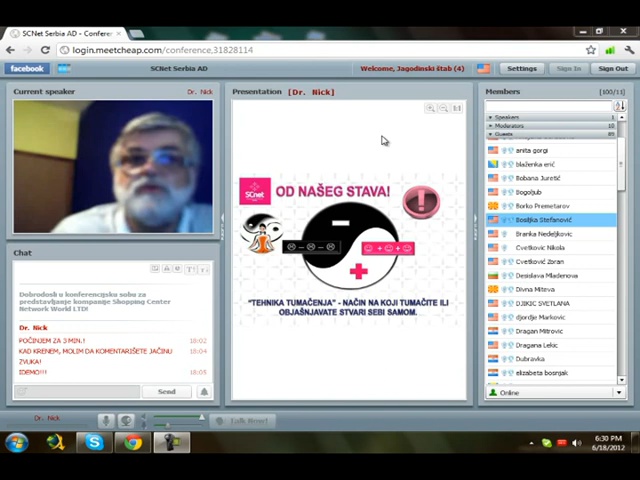 SCNet Serbia AD - Confere
login.meetcheap.com/conference,31828114
facebook
SCNet Serbia AD
Welcome, Jagodinski štab (4)
Settings
Sign In
Sign Out
Current speaker
Dr. Nick
Presentation [Dr. Nick]
Members
[100/13]
Speakers
1
Moderators
10
Guests
85
anita gorgi
blaženka erić
Bobana Juretić
Bogoljub
Borko Premetarov
Bosiljka Stefanović
Branka Nedeljkovic
Cvetkovic Nikola
Cvetković Zoran
Desislava Mladenova
Divna Miteva
DJIKIC SVETLANA
djordje Markovic
Dragan Mitrovic
Dragana Lekic
Dubravka
elizabeta bosnjak
Online
SCnet
OD NAŠEG STAVA!
"TEHNIKA TUMAČENJA" - NAČIN NA KOJI TUMAČITE ILI
OBJAŠNJAVATE STVARI SEBI SAMOM.
Chat
Dobrodosli u konferencijsku sobu za
predstavljanje kompanije Shopping Center
Network World LTD!
Dr. Nick
POČINJEM ZA 3 MIN.!
18:02
KAD KRENEM, MOLIM DA KOMENTARIŠETE JAČINU
18:04
ZVUKA!
IDEMO!!!
18:05
Send
Dr. Nick
Talk Now!
6:30 PM
6/18/2012